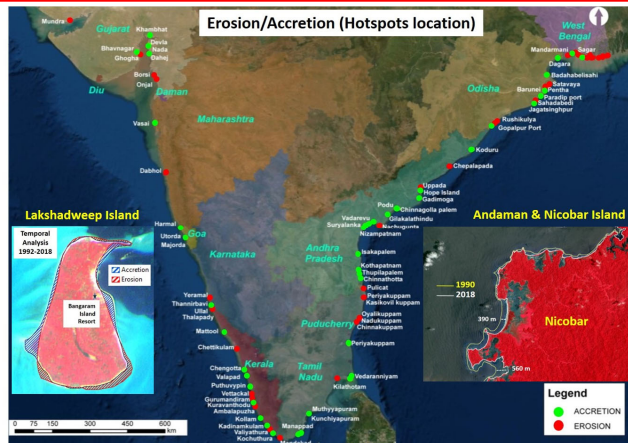 Erosion/Accretion (Hotspots location)
West
Bengal
Mundra
Gujarat
Khambhat
Devla
Nada
Dahej
Bhavnagar
Ghogha
Borsi
Onjal
Diu
Daman
Vasai
Maharashtra
Dabhol
Mandarmani
Sagar
Dagara
Badahabelisahi
Satavaya
Barunei
Pentha
Paradip port
Sahadabedi
Jagatsinghpur
Odisha
Rushikulya
Gopalpur Port
Koduru
Chepalapada
Uppada
Hope Island
Gadimoga
Podu
Chinnagolla palem
Vadarevu
Gilakalathindu
Suryalanka
Nachugunta
Nizampatnam
Lakshadweep Island
Temporal
Analysis
1992-2018
Accretion
Erosion
Bangaram
Island
Resort
Harmal
Utorda
Majorda
Goa
Karnataka
Andhra
Pradesh
Isakapalem
Kothapatnam
Thupilapalem
Chinnathotta
Pulicat
Periyakuppam
Kasikovil kuppam
Puducherry
Oyalikuppam
Nadukuppam
Chinnakuppam
Periyakuppam
Andaman & Nicobar Island
1990
2018
390 m
Nicobar
560 m
Yeramal
Thannirbavi
Ullal
Thalapady
Mattool
Chettikulam
Kerala
Tamil
Nadu
Chengotta
Valapad
Puthuvypin
Vettackal
Gurumandiram
Kuravanthodu
Ambalapuzha
Kollam
Kadinamkulam
Valiyathura
Kochuthura
Vedaranniyam
Kilathotam
Muthyyapuram
Kunchiyapuram
Manappad
Legend
ACCRETION
EROSION
0 75 150 300 450 600
km